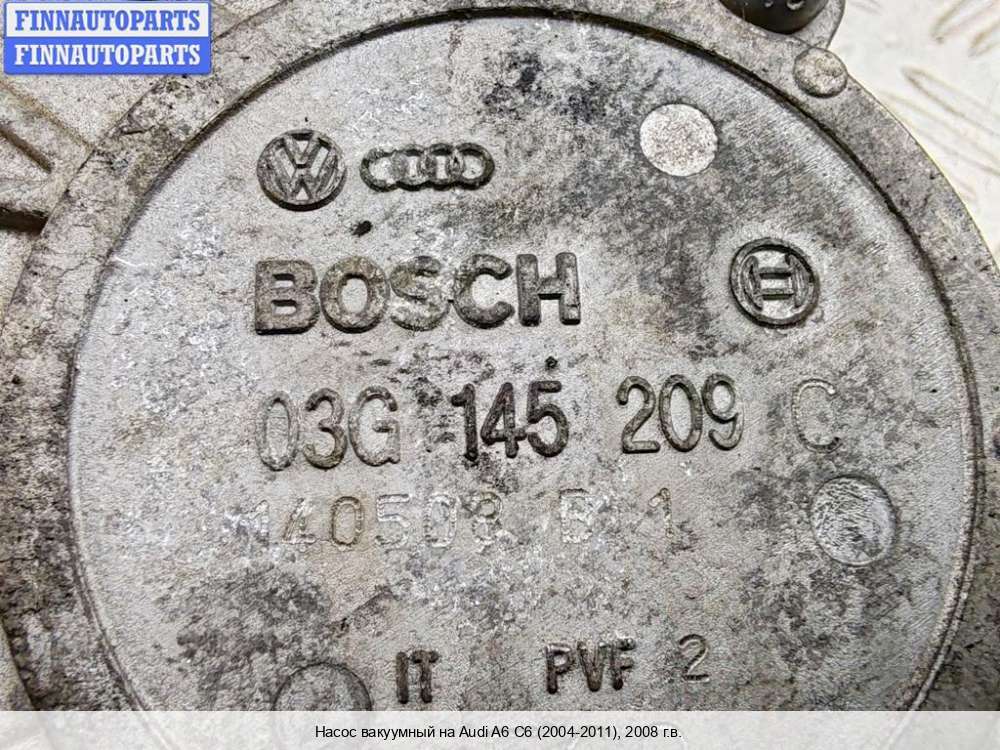 FINNAUTOPARTS
FINNAUTOPARTS
BOSCH
03G 145 209 C
140508 B 1
IT PVF 2
Насос вакуумный на Audi A6 C6 (2004-2011), 2008 г.в.